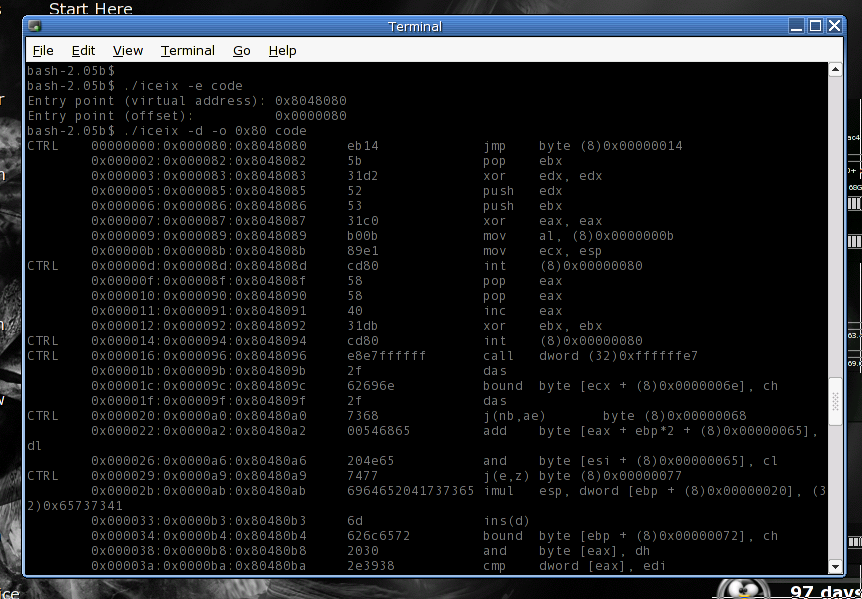 Start Here
Terminal
File Edit View Terminal Go Help
bash-2.05b$
bash-2.05b$ ./iceix -e code
Entry point (virtual address): 0x8048080
Entry point (offset): 0x0000080
bash-2.05b$ ./iceix -d -o 0x80 code
CTRL 00000000:0x000080:0x8048080 eb14 jmp byte (8)0x00000014
0x000002:0x000082:0x8048082 5b pop ebx
0x000003:0x000083:0x8048083 31d2 xor edx, edx
0x000005:0x000085:0x8048085 52 push edx
0x000006:0x000086:0x8048086 53 push ebx
0x000007:0x000087:0x8048087 31c0 xor eax, eax
0x000009:0x000089:0x8048089 b00b mov al, (8)0x0000000b
0x00000b:0x00008b:0x804808b 89e1 mov ecx, esp
CTRL 0x00000d:0x00008d:0x804808d cd80 int (8)0x00000080
0x00000f:0x00008f:0x804808f 58 pop eax
0x000010:0x000090:0x8048090 58 pop eax
0x000011:0x000091:0x8048091 40 inc eax
0x000012:0x000092:0x8048092 31db xor ebx, ebx
CTRL 0x000014:0x000094:0x8048094 cd80 int (8)0x00000080
CTRL 0x000016:0x000096:0x8048096 e8e7ffffff call dword (32)0xffffffe7
0x00001b:0x00009b:0x804809b 2f das
0x00001c:0x00009c:0x804809c 62696e bound byte [ecx + (8)0x0000006e], ch
0x00001f:0x00009f:0x804809f 2f das
CTRL 0x000020:0x0000a0:0x80480a0 7368 j(nb,ae) byte (8)0x00000068
0x000022:0x0000a2:0x80480a2 00546865 add byte [eax + ebp*2 + (8)0x00000065],
dl
0x000026:0x0000a6:0x80480a6 204e65 and byte [esi + (8)0x00000065], cl
CTRL 0x000029:0x0000a9:0x80480a9 7477 j(e,z) byte (8)0x00000077
0x00002b:0x0000ab:0x80480ab 6964652041737365 imul esp, dword [ebp + (8)0x00000020], (3
2)0x65737341
0x000033:0x0000b3:0x80480b3 6d ins(d)
0x000034:0x0000b4:0x80480b4 626c6572 bound byte [ebp + (8)0x00000072], ch
0x000038:0x0000b8:0x80480b8 2030 and byte [eax], dh
0x00003a:0x0000ba:0x80480ba 2e3938 cmp dword [eax], edi
97 days